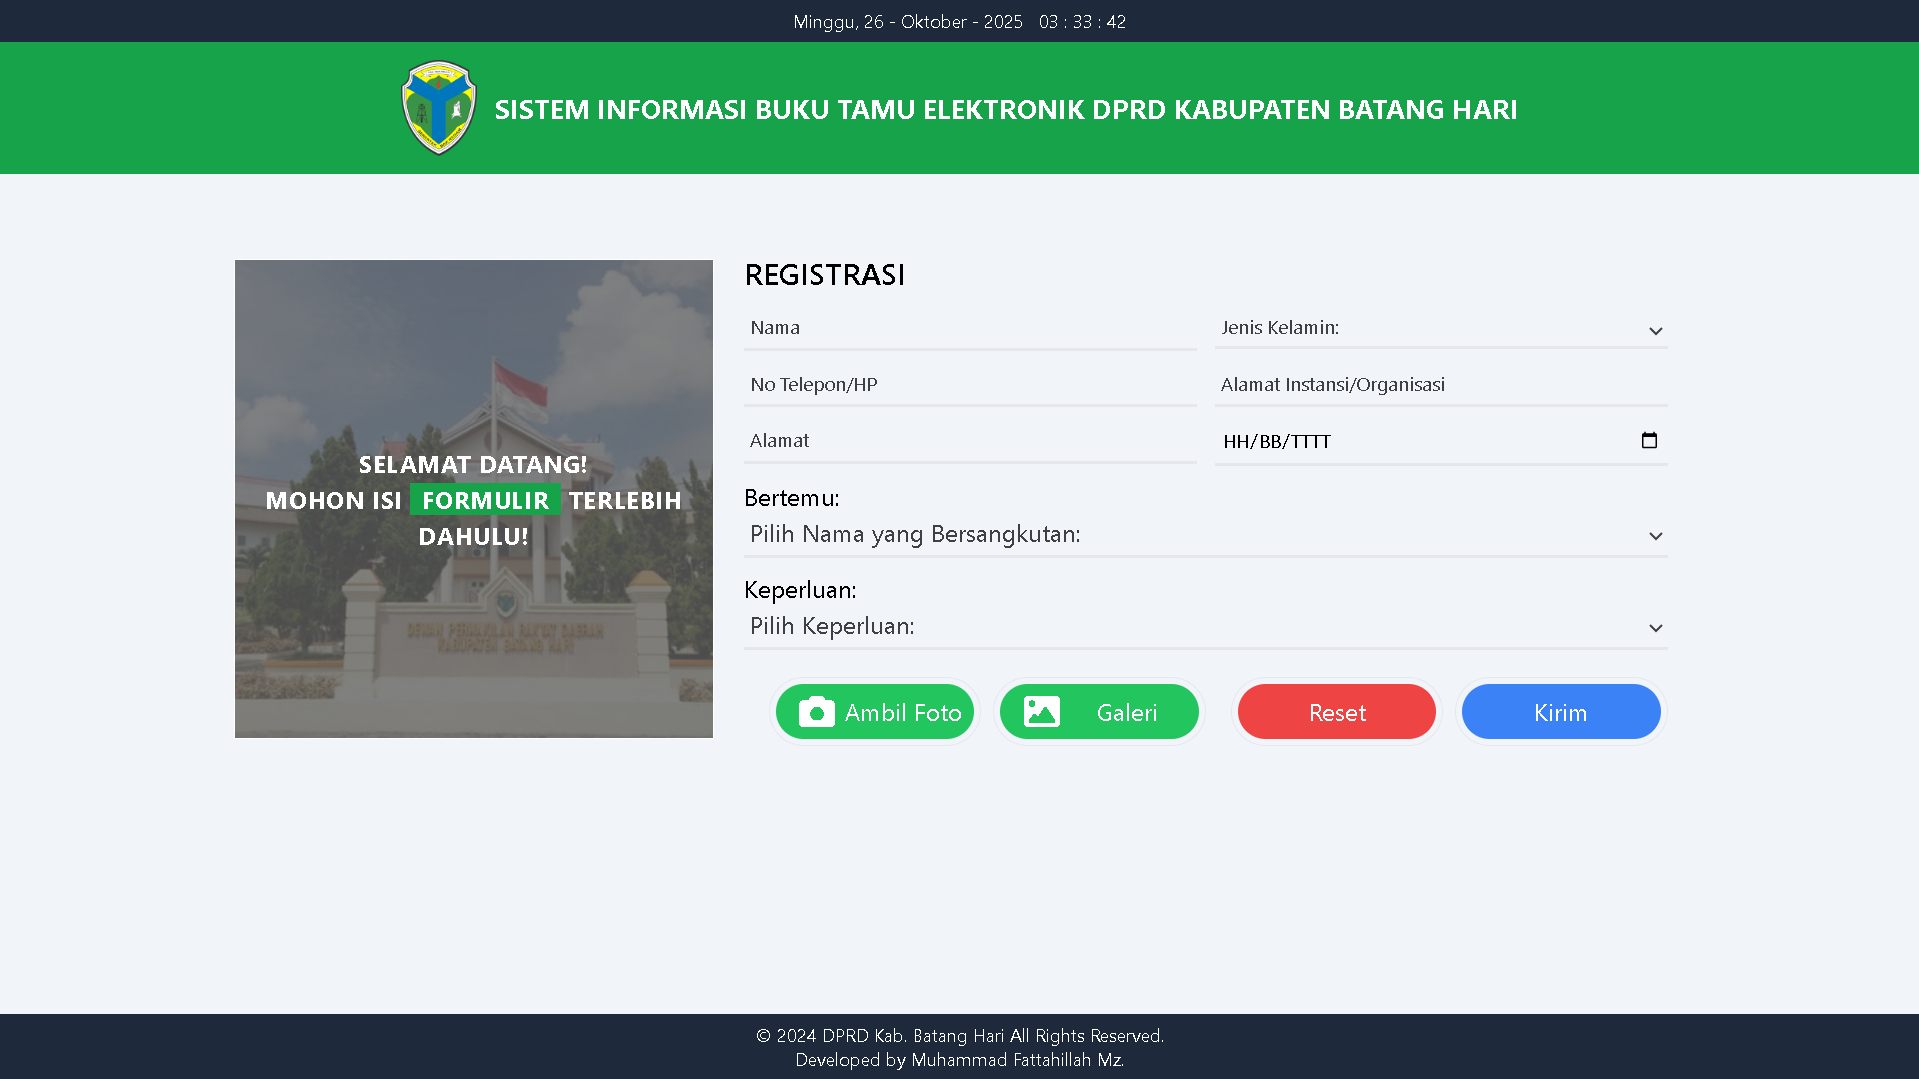 Minggu, 26 - Oktober - 2025 03 : 33 : 42
SISTEM INFORMASI BUKU TAMU ELEKTRONIK DPRD KABUPATEN BATANG HARI
SELAMAT DATANG!
MOHON ISI FORMULIR TERLEBIH
DAHULU!
DEWAN PERWAKILAN RAKYAT DAERAH
KABUPATEN BATANG HARI
REGISTRASI
Nama
Jenis Kelamin:
No Telepon/HP
Alamat Instansi/Organisasi
Alamat
HH/BB/TTTT
Bertemu:
Pilih Nama yang Bersangkutan:
Keperluan:
Pilih Keperluan:
Ambil Foto
Galeri
Reset
Kirim
© 2024 DPRD Kab. Batang Hari All Rights Reserved.
Developed by Muhammad Fattahillah Mz.